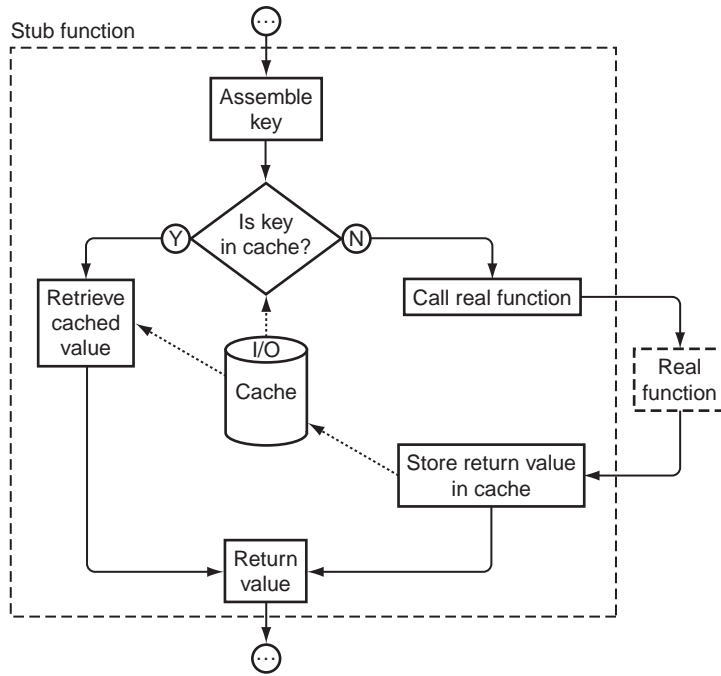 ...
Stub function
Assemble
key
Is key
in cache?
Y
N
Retrieve
cached
value
Call real function
I/O
Cache
Real
function
Store return value
in cache
Return
value
...